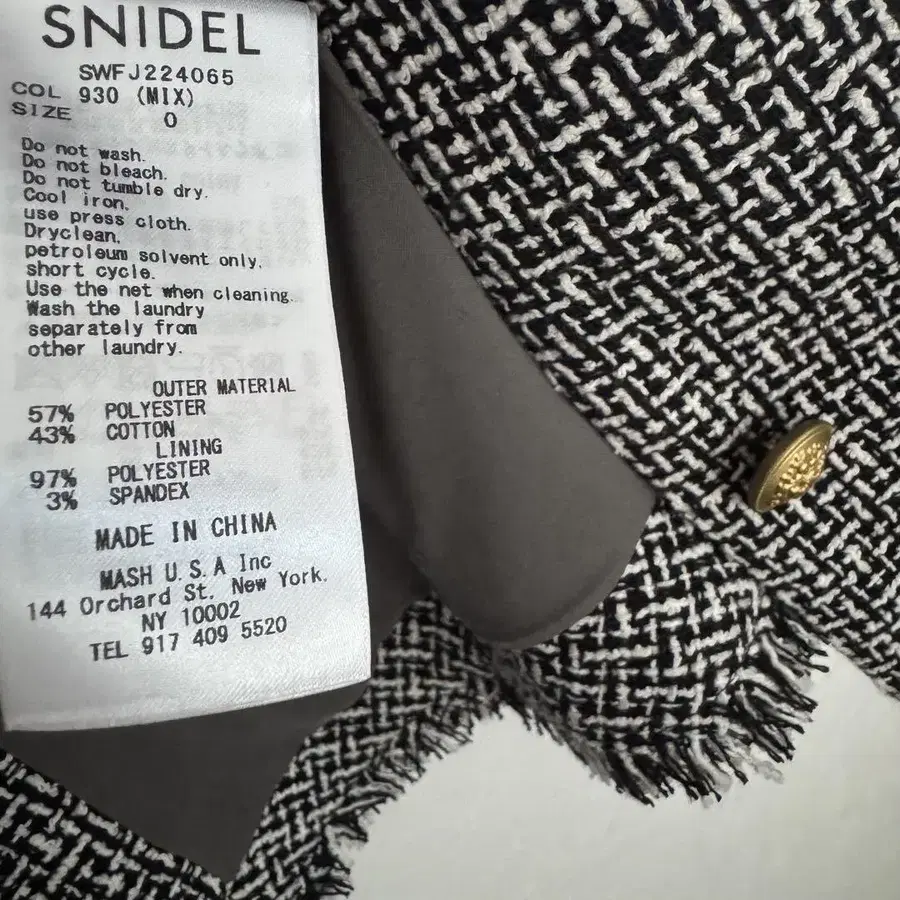 SNIDEL
SWFJ224065
COL 930 (MIX)
SIZE 0
Do not wash.
Do not bleach.
Do not tumble dry.
Cool iron,
use press cloth.
Dryclean,
petroleum solvent only,
short cycle.
Use the net when cleaning.
Wash the laundry
separately from
other laundry.
OUTER MATERIAL
57% POLYESTER
43% COTTON
LINING
97% POLYESTER
3% SPANDEX
MADE IN CHINA
MASH U.S.A Inc
144 Orchard St, New York.
NY 10002
TEL 917 409 5520